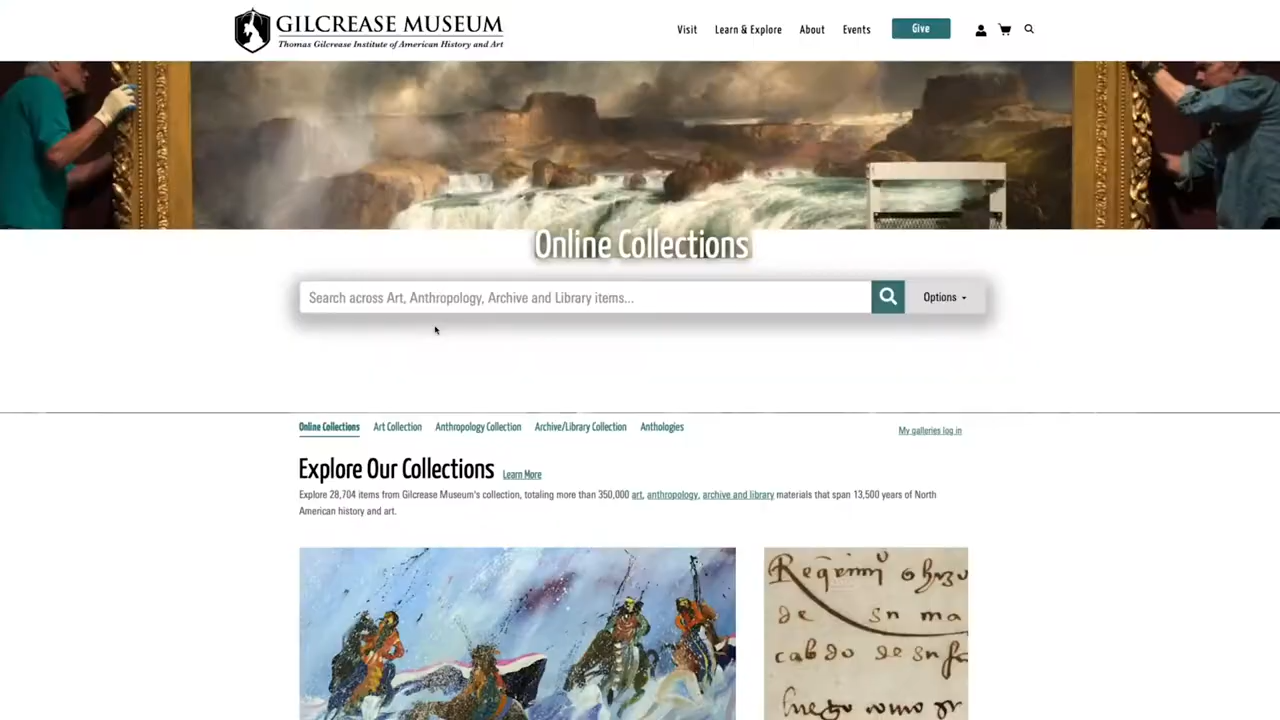 GILCREASE MUSEUM
Thomas Gilcrease Institute of American History and Art
Visit Learn & Explore About Events Give
Online Collections
Search across Art, Anthropology, Archive and Library items...
Options
Online Collections Art Collection Anthropology Collection Archive/Library Collection Anthologies
My galleries log in
Explore Our Collections Learn More
Explore 28,704 items from Gilcrease Museum's collection, totaling more than 350,000 art, anthropology, archive and library materials that span 13,500 years of North
American history and art.
de sn ma